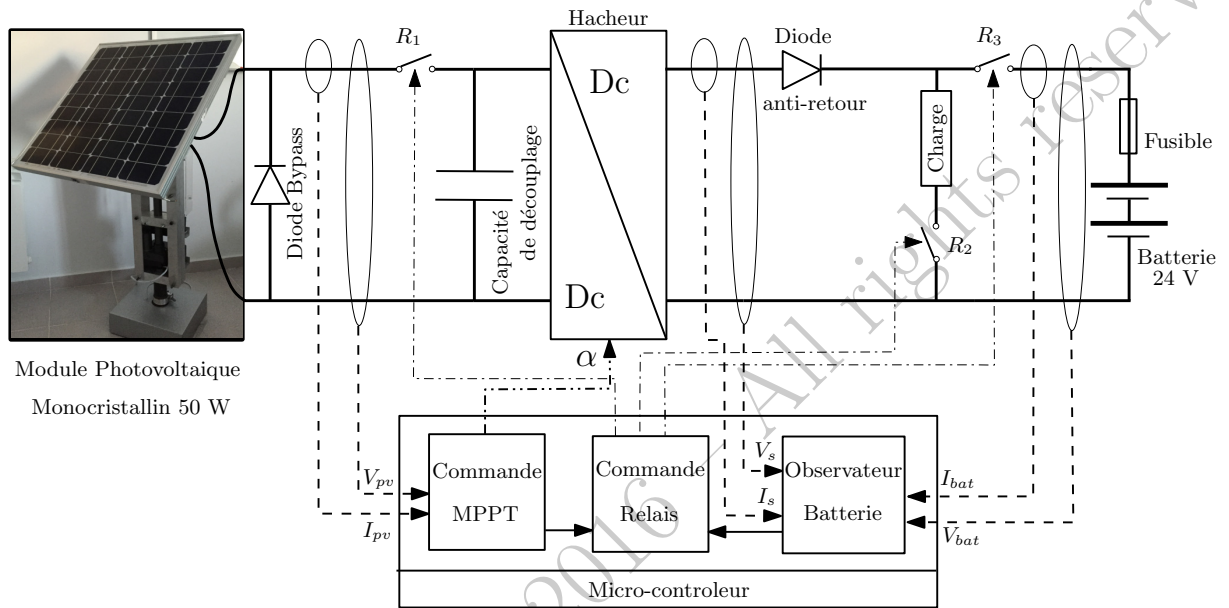 Hacheur
R1
Diode
anti-retour
R3
Dc
Dc
Diode Bypass
Capacité
de découplage
Charge
R2
Fusible
Batterie
24 V
α
Module Photovoltaique
Monocristallin 50 W
Commande
MPPT
Commande
Relais
Observateur
Batterie
Vpv
Ipv
Vs
Is
Ibat
Vbat
Micro-controleur
2016 – All rights reserv